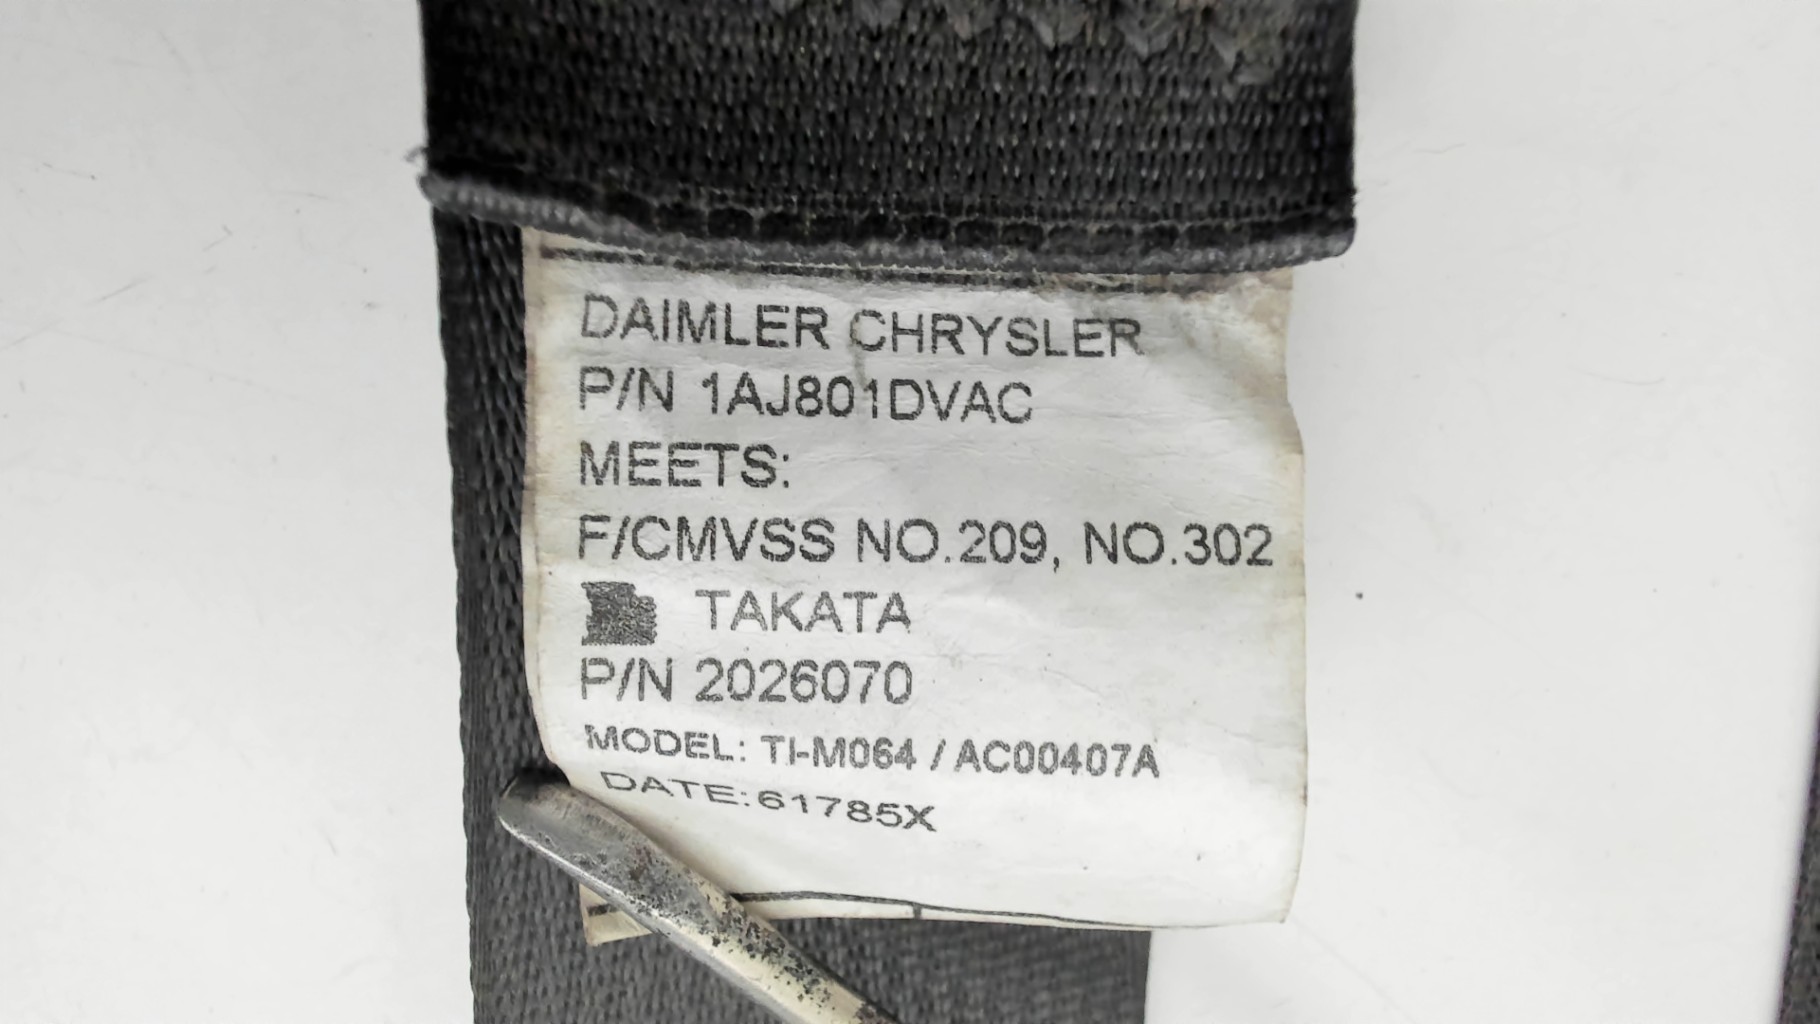 DAIMLER CHRYSLER
P/N 1AJ801DVAC
MEETS:
F/CMVSS NO.209, NO.302
TAKATA
P/N 2026070
MODEL: TI-M064 / AC00407A
DATE:61785X